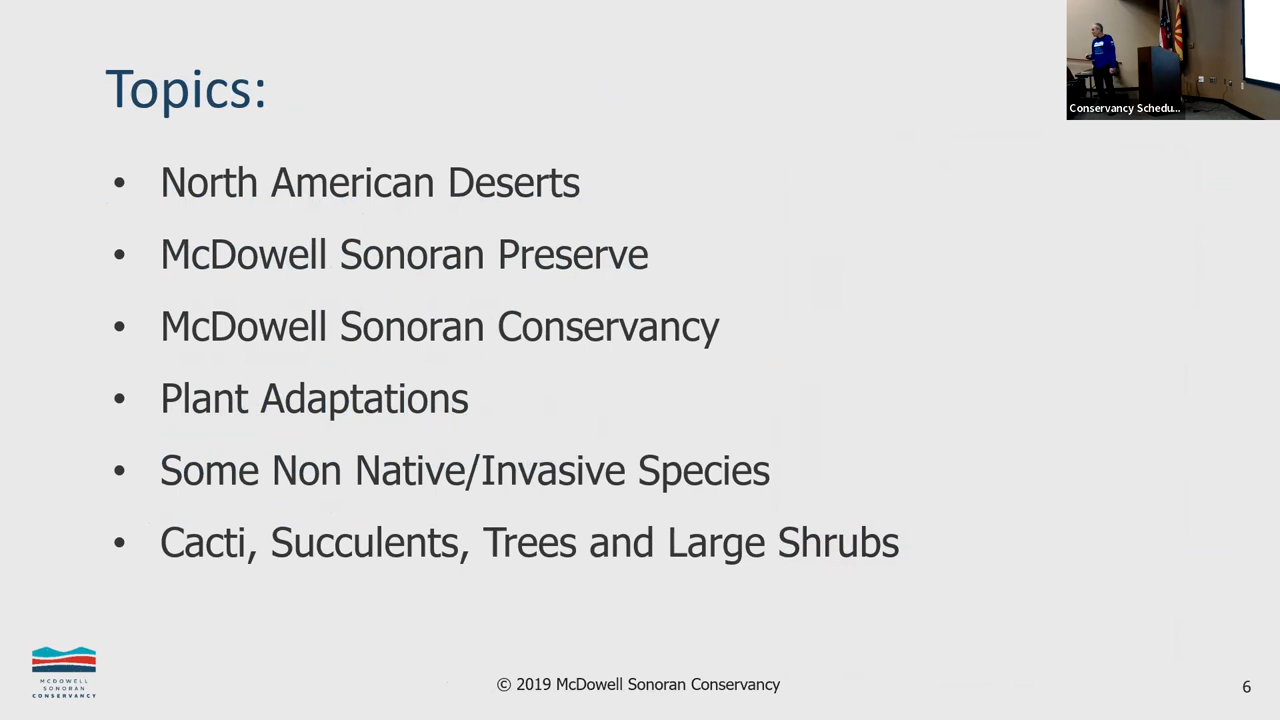 Topics:
Conservancy Schedu...
• North American Deserts
• McDowell Sonoran Preserve
• McDowell Sonoran Conservancy
• Plant Adaptations
• Some Non Native/Invasive Species
• Cacti, Succulents, Trees and Large Shrubs
MCDOWELL
SONORAN
CONSERVANCY
© 2019 McDowell Sonoran Conservancy
6